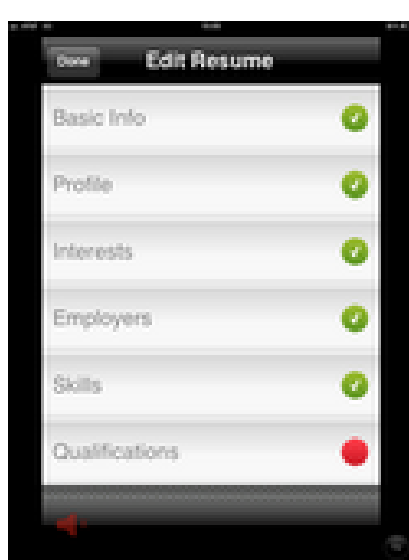 Done
Edit Resume
Basic Info
Profile
Interests
Employers
Skills
Qualifications